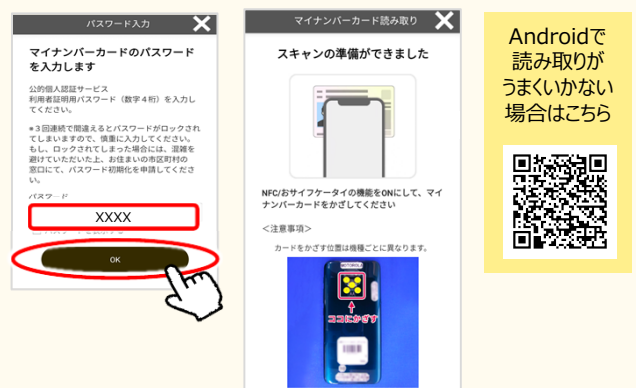 パスワード入力
マイナンバーカードのパスワード
を入力します
公的個人認証サービス
利用者証明用パスワード（数字４桁）を入力し
てください。
＊３回連続で間違えるとパスワードがロックされ
てしまいますので、慎重に入力してください。
もし、ロックされてしまった場合には、混雑を
避けていただいた上、お住まいの市区町村の
窓口にて、パスワード初期化を申請してくださ
い。
パスワード
XXXX
OK
マイナンバーカード読み取り
スキャンの準備ができました
NFC/おサイフケータイの機能をONにして、マイ
ナンバーカードをかざしてください
＜注意事項＞
カードをかざす位置は機種ごとに異なります。
MOTOROLA
ココにかざす
Androidで
読み取りが
うまくいかない
場合はこちら